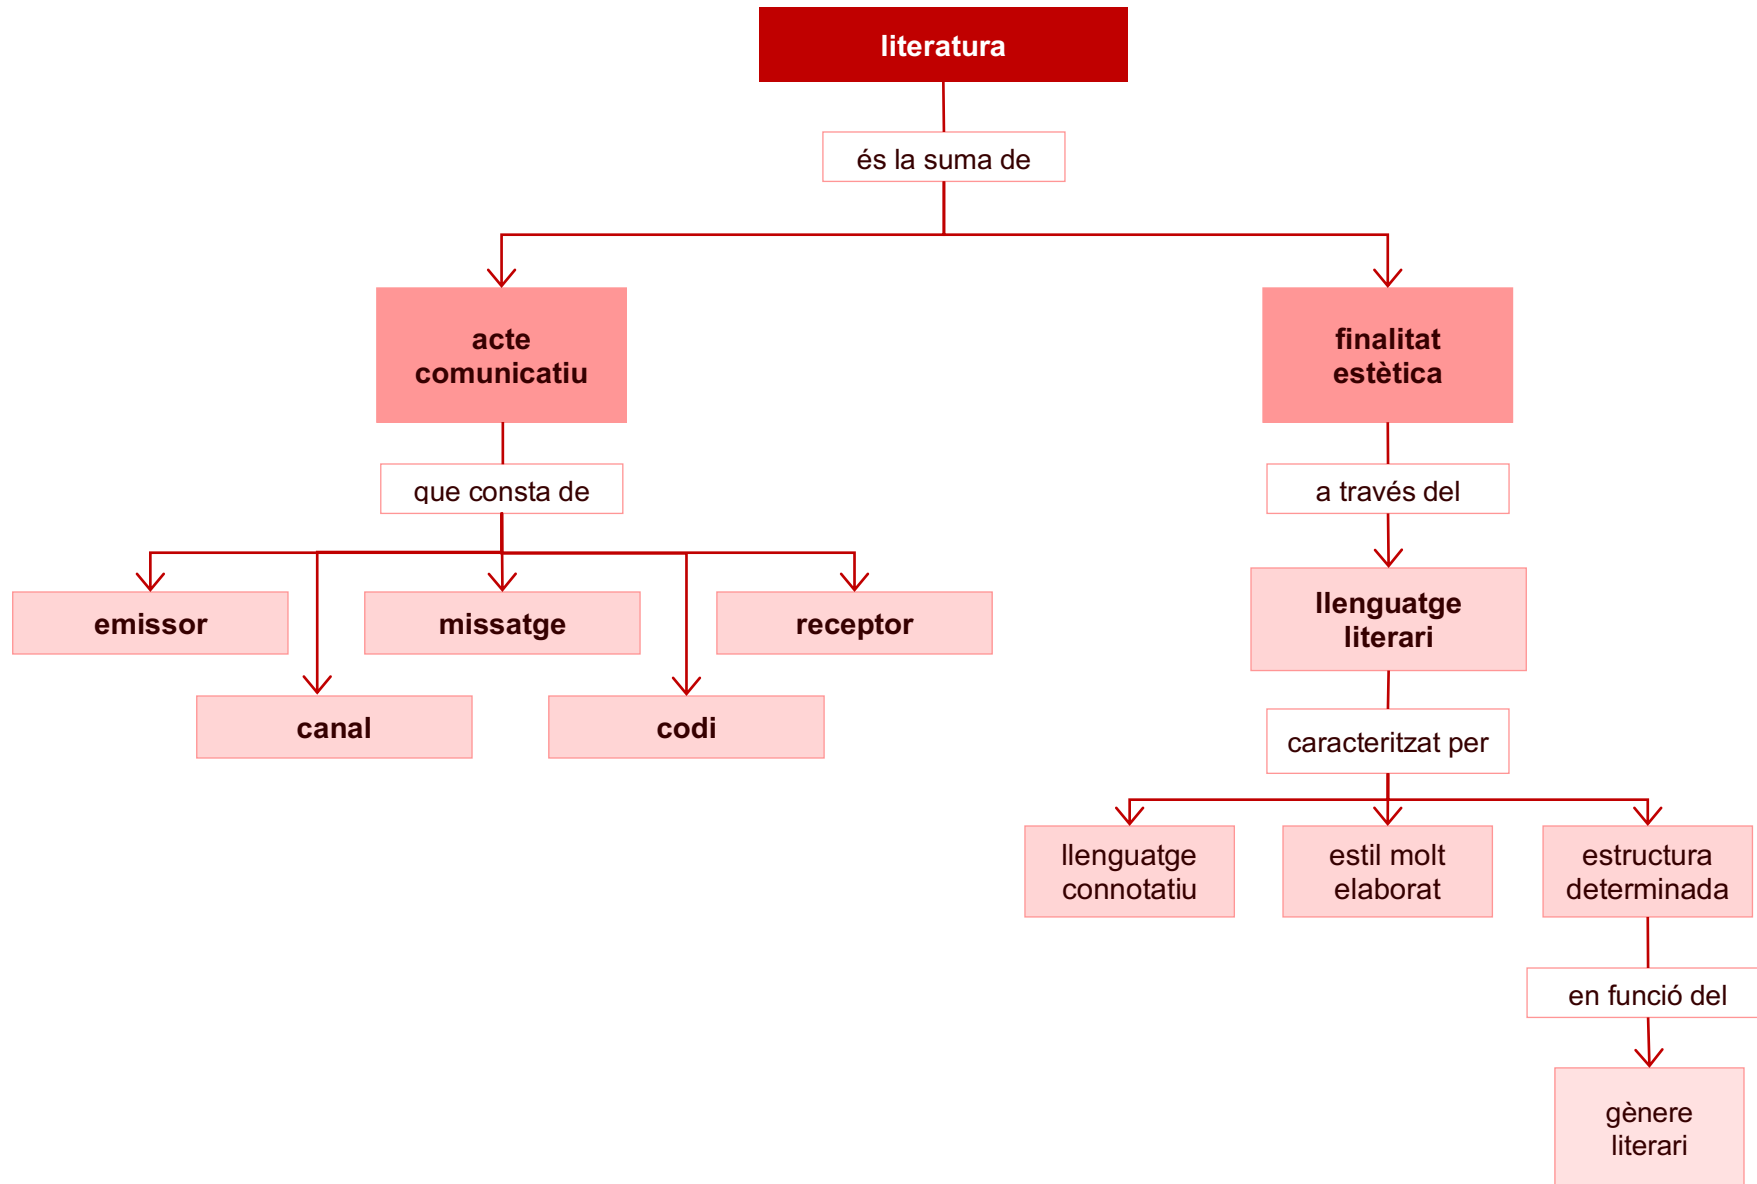 literatura
és la suma de
acte
comunicatiu
finalitat
estètica
que consta de
a través del
emissor
missatge
receptor
llenguatge
literari
canal
codi
caracteritzat per
llenguatge
connotatiu
estil molt
elaborat
estructura
determinada
en funció del
gènere
literari